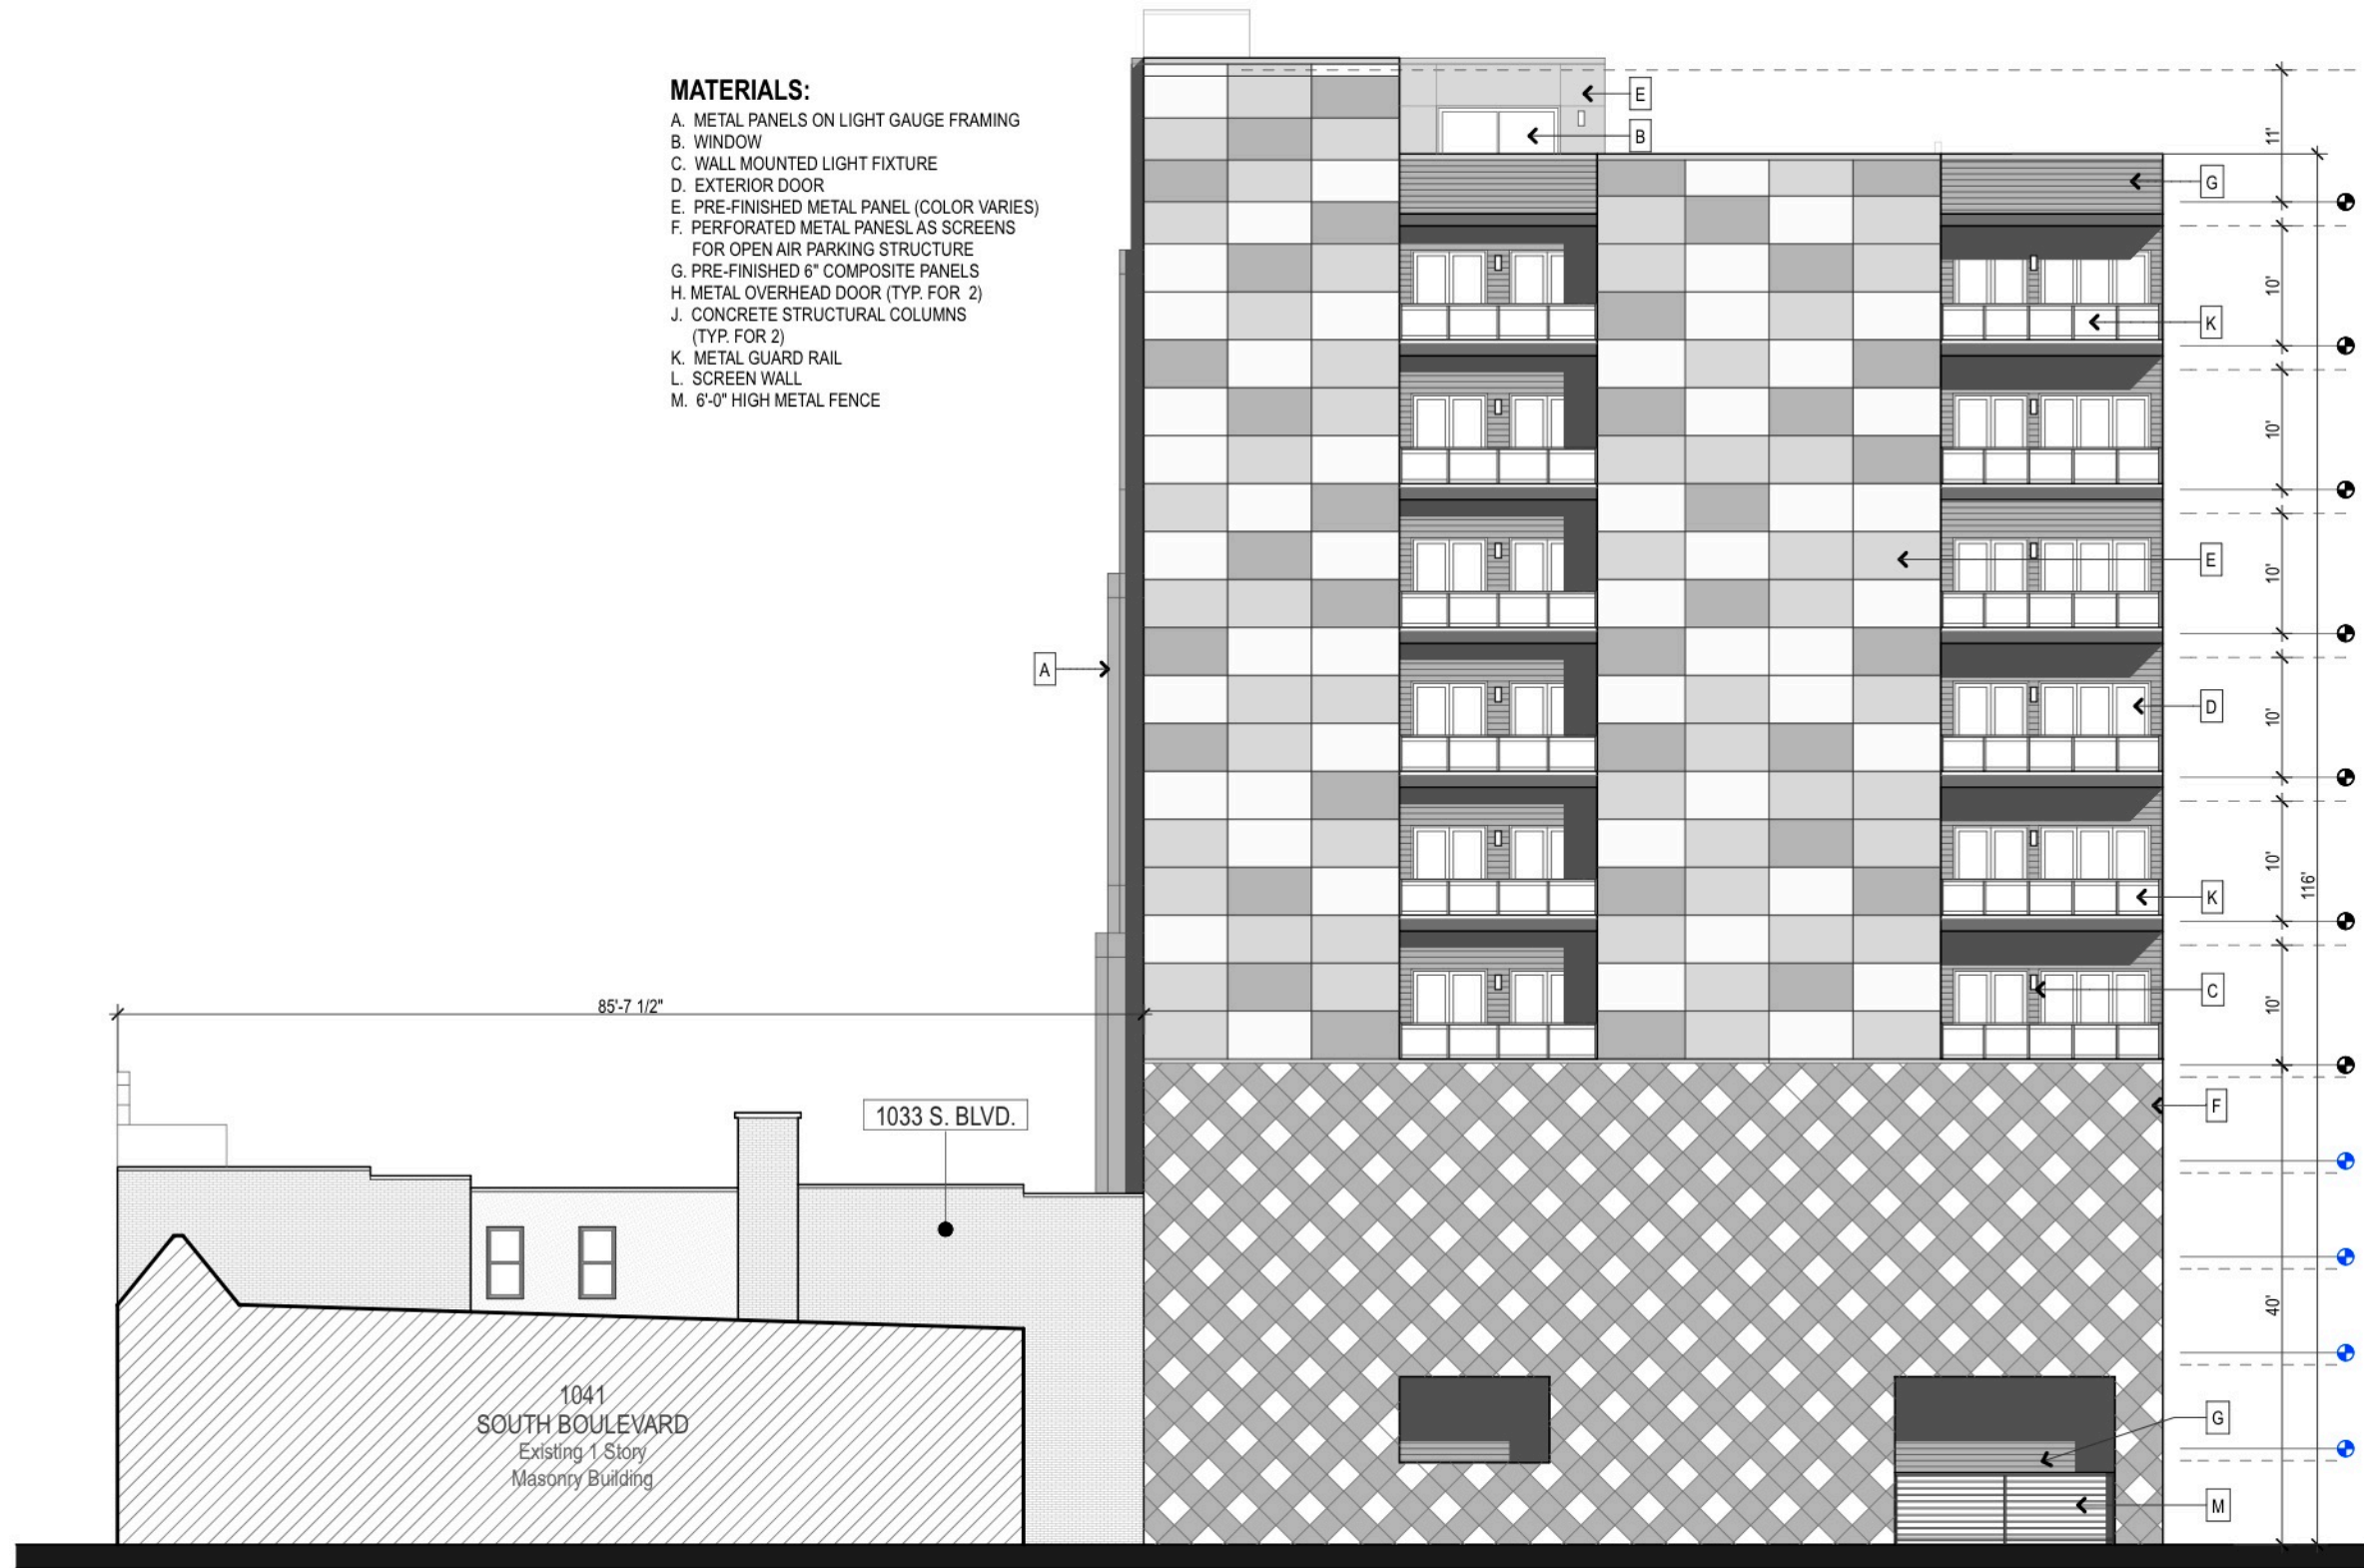 MATERIALS:
A. METAL PANELS ON LIGHT GAUGE FRAMING
B. WINDOW
C. WALL MOUNTED LIGHT FIXTURE
D. EXTERIOR DOOR
E. PRE-FINISHED METAL PANEL (COLOR VARIES)
F. PERFORATED METAL PANESL AS SCREENS
FOR OPEN AIR PARKING STRUCTURE
G. PRE-FINISHED 6" COMPOSITE PANELS
H. METAL OVERHEAD DOOR (TYP. FOR 2)
J. CONCRETE STRUCTURAL COLUMNS
(TYP. FOR 2)
K. METAL GUARD RAIL
L. SCREEN WALL
M. 6'-0" HIGH METAL FENCE
E
B
11'
G
10'
K
10'
E
10'
A
D
10'
10'
116'
K
C
10'
85'-7 1/2"
1033 S. BLVD.
F
40'
1041
SOUTH BOULEVARD
Existing 1 Story
Masonry Building
G
M